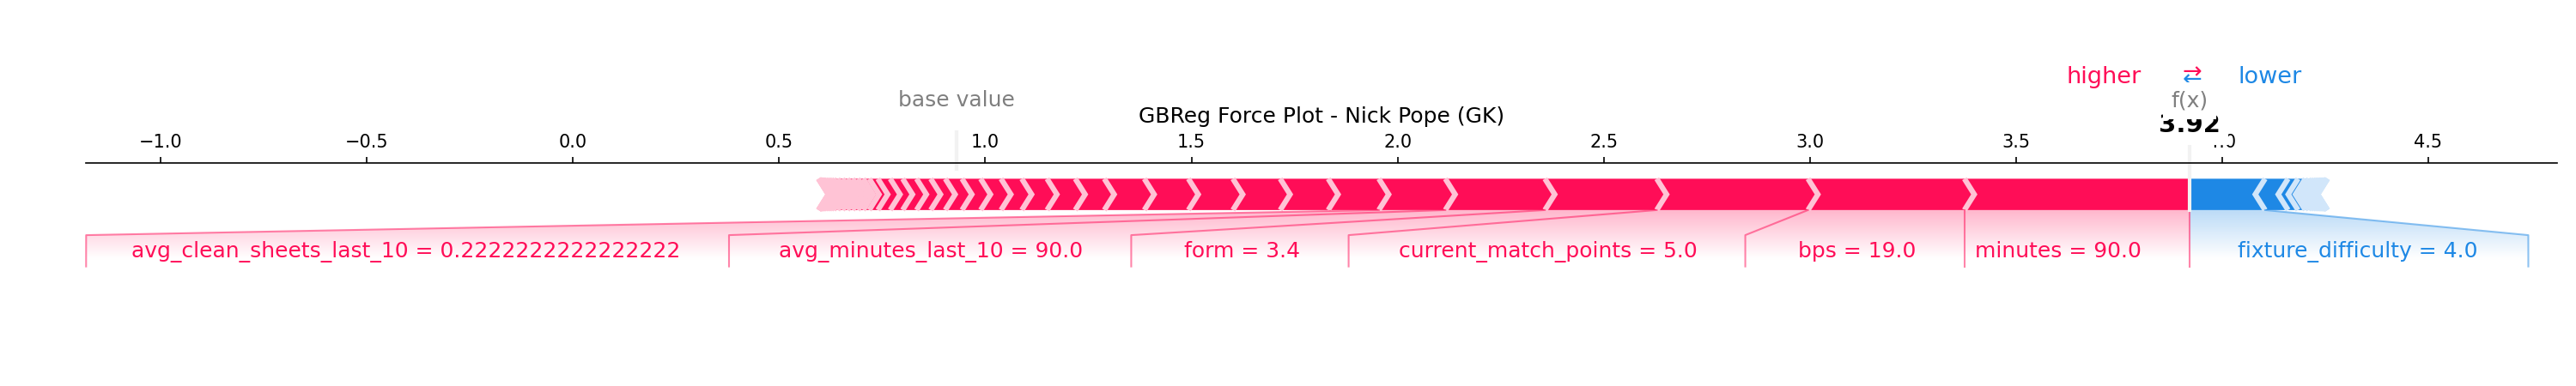 higher ⇄ lower
base value f(x)
GBReg Force Plot - Nick Pope (GK)
3.92
−1.0 −0.5 0.0 0.5 1.0 1.5 2.0 2.5 3.0 3.5 4.5
avg_clean_sheets_last_10 = 0.2222222222222222 avg_minutes_last_10 = 90.0 form = 3.4 current_match_points = 5.0 bps = 19.0 minutes = 90.0 fixture_difficulty = 4.0